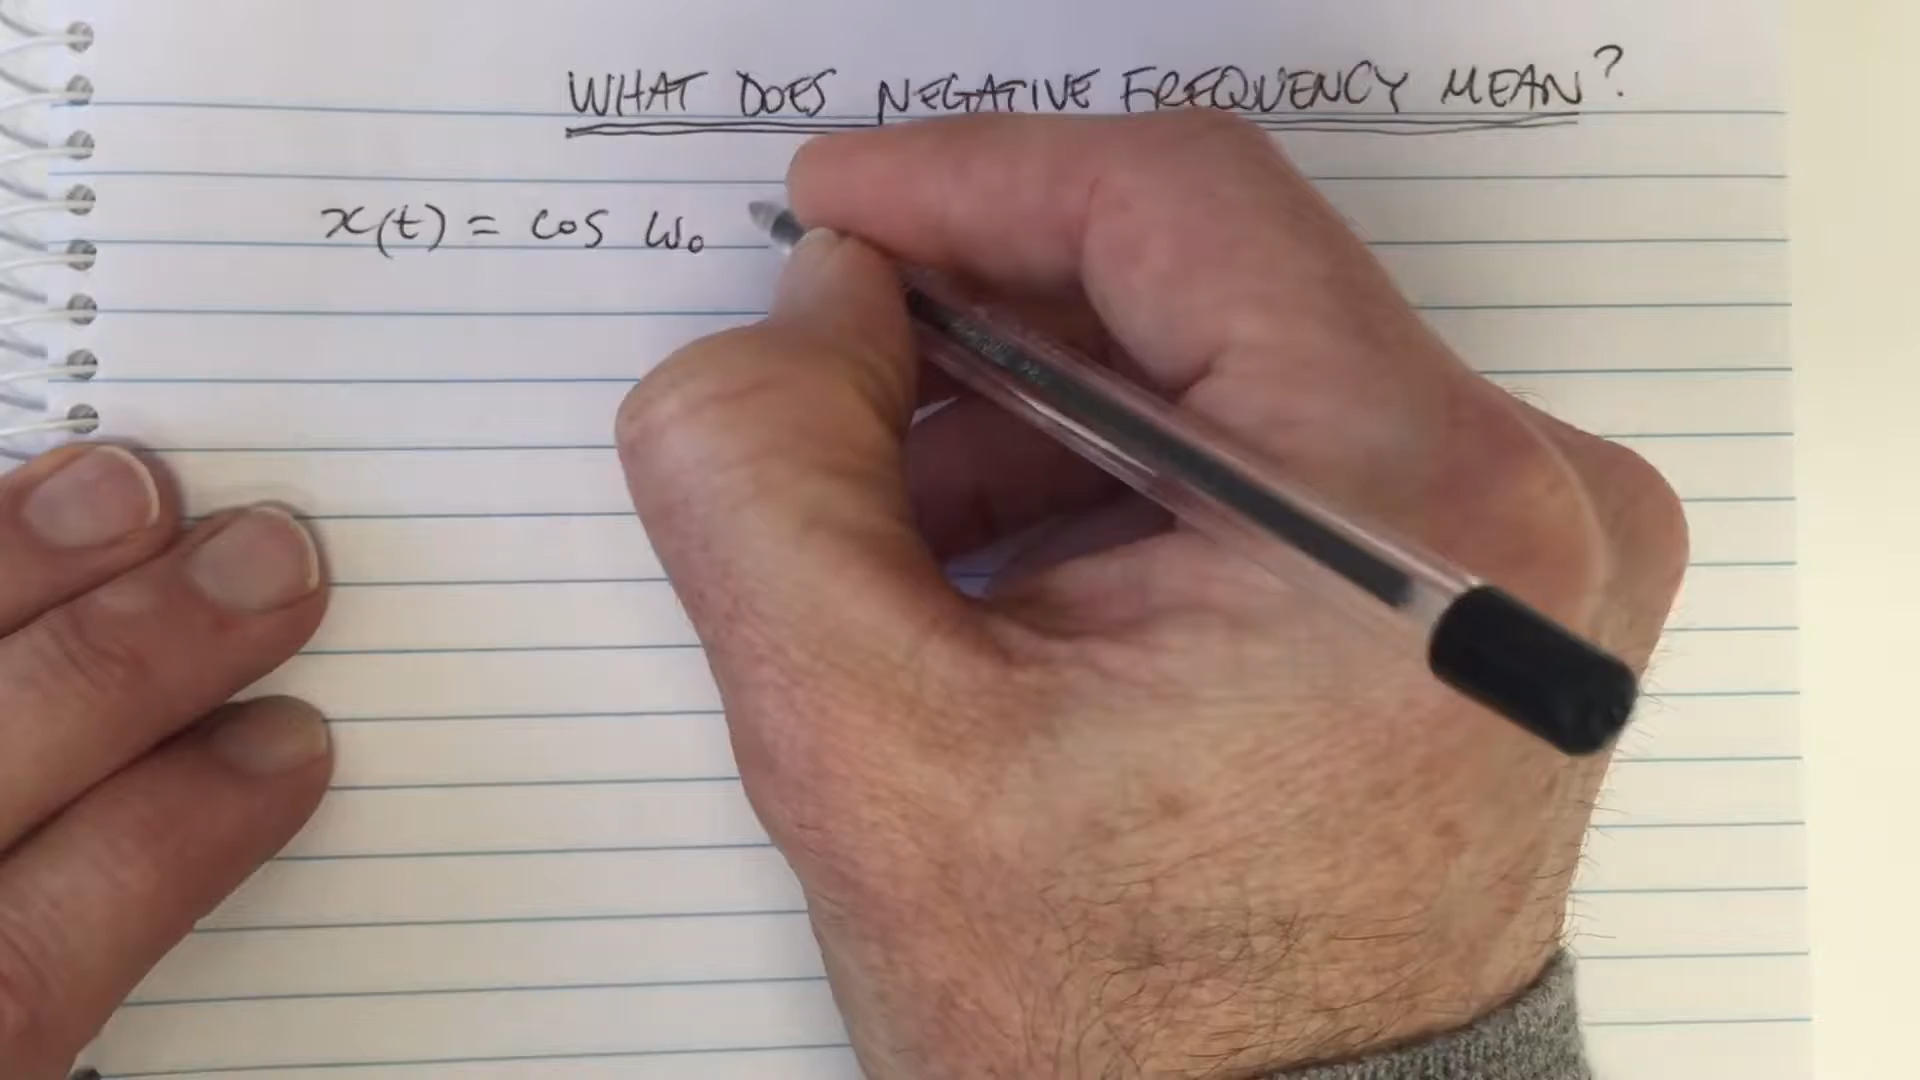 WHAT DOES NEGATIVE FREQUENCY MEAN?
x(t) = cos ω₀